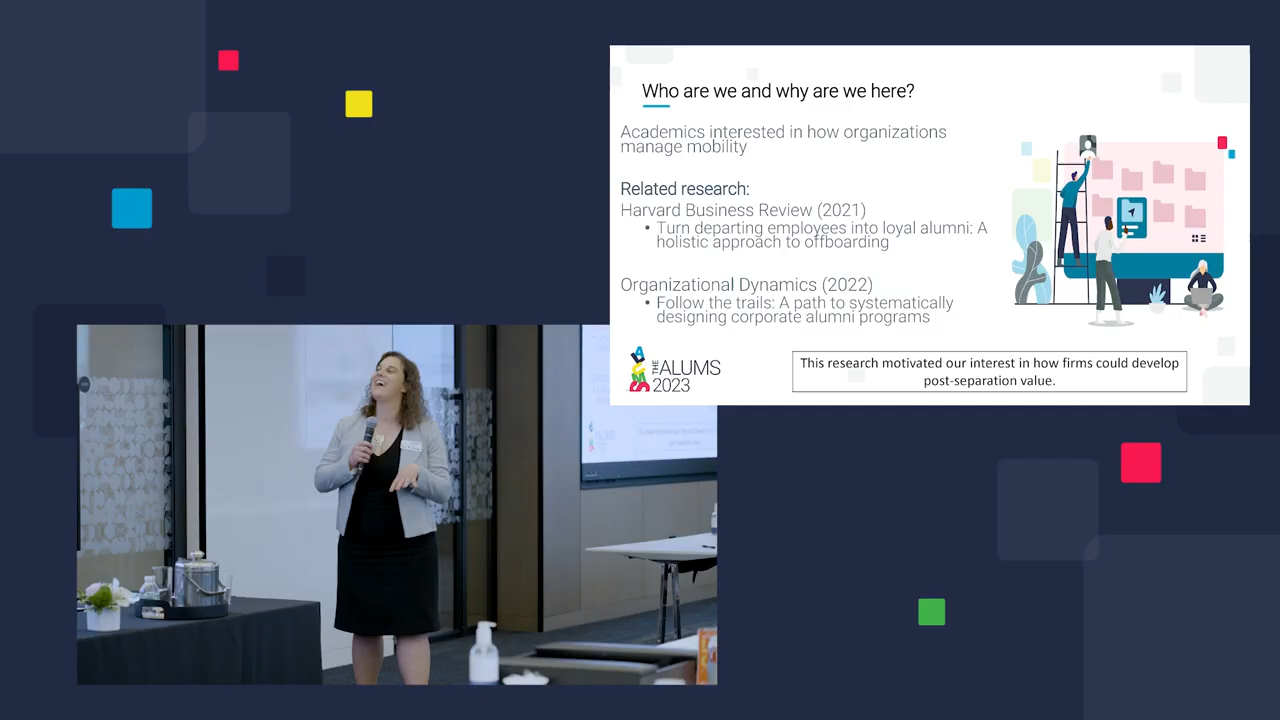 Who are we and why are we here?
Academics interested in how organizations
manage mobility
Related research:
Harvard Business Review (2021)
• Turn departing employees into loyal alumni: A
holistic approach to offboarding
Organizational Dynamics (2022)
• Follow the trails: A path to systematically
designing corporate alumni programs
THE ALUMS
2023
This research motivated our interest in how firms could develop
post-separation value.